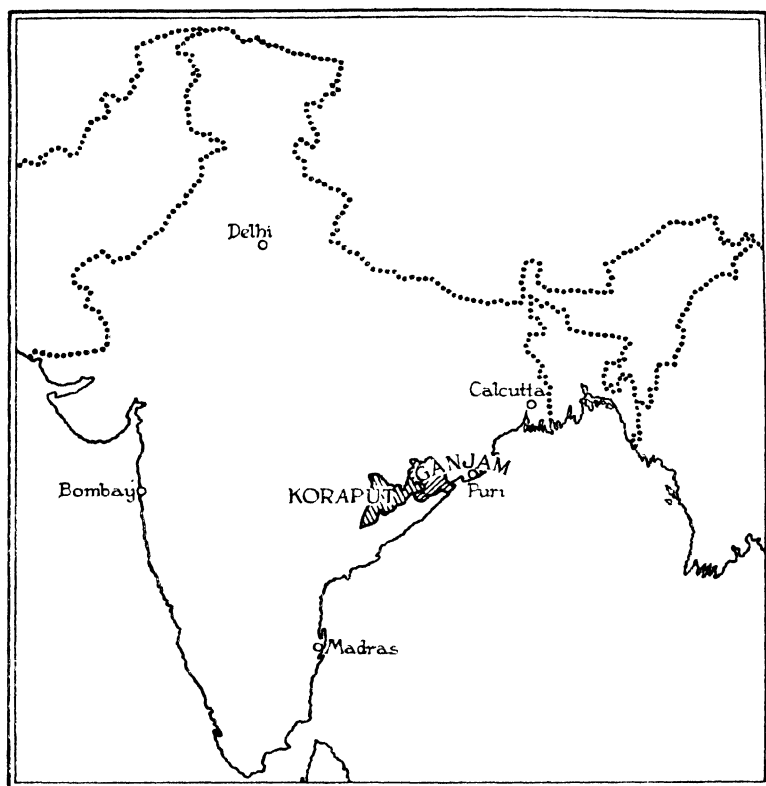 Delhi
Calcutta
GANJAM
KORAPUT
Puri
Bombay
Madras